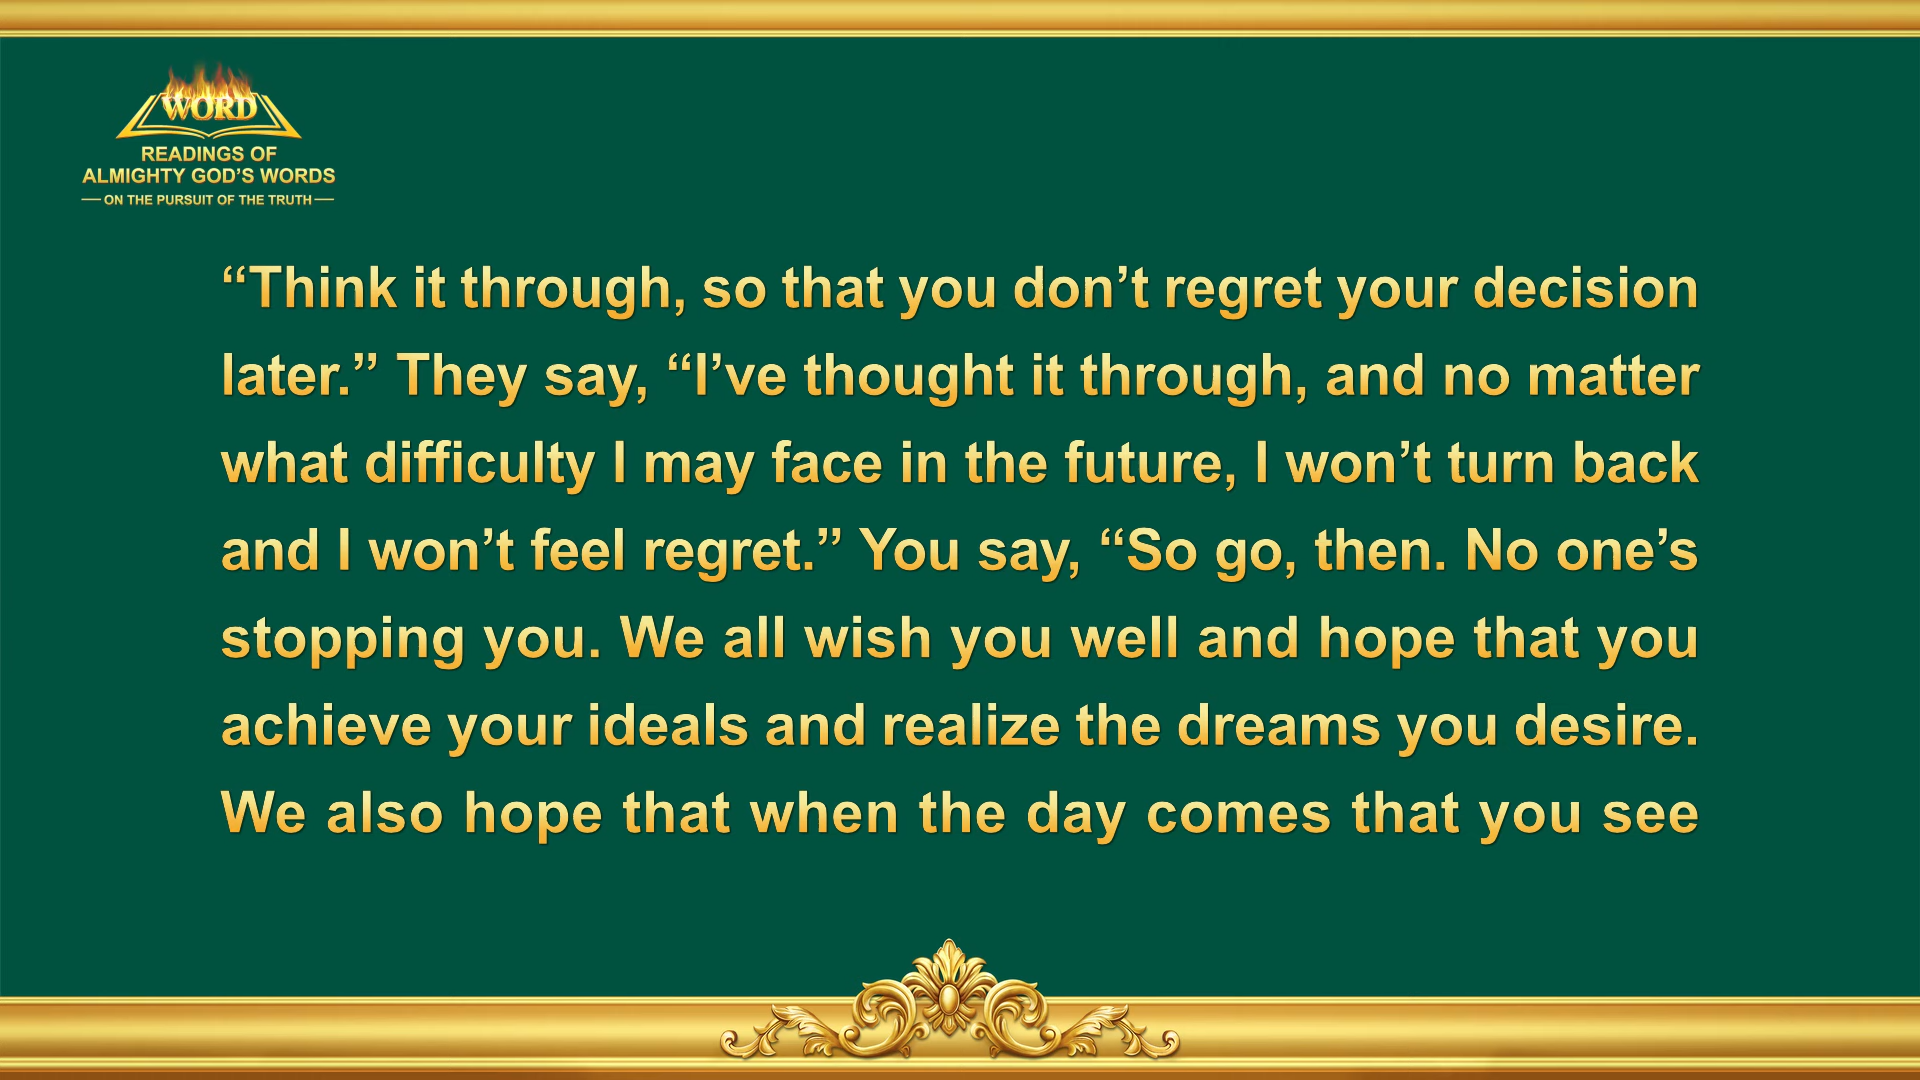 WORD
READINGS OF
ALMIGHTY GOD’S WORDS
— ON THE PURSUIT OF THE TRUTH —
“Think it through, so that you don’t regret your decision
later.” They say, “I’ve thought it through, and no matter
what difficulty I may face in the future, I won’t turn back
and I won’t feel regret.” You say, “So go, then. No one’s
stopping you. We all wish you well and hope that you
achieve your ideals and realize the dreams you desire.
We also hope that when the day comes that you see